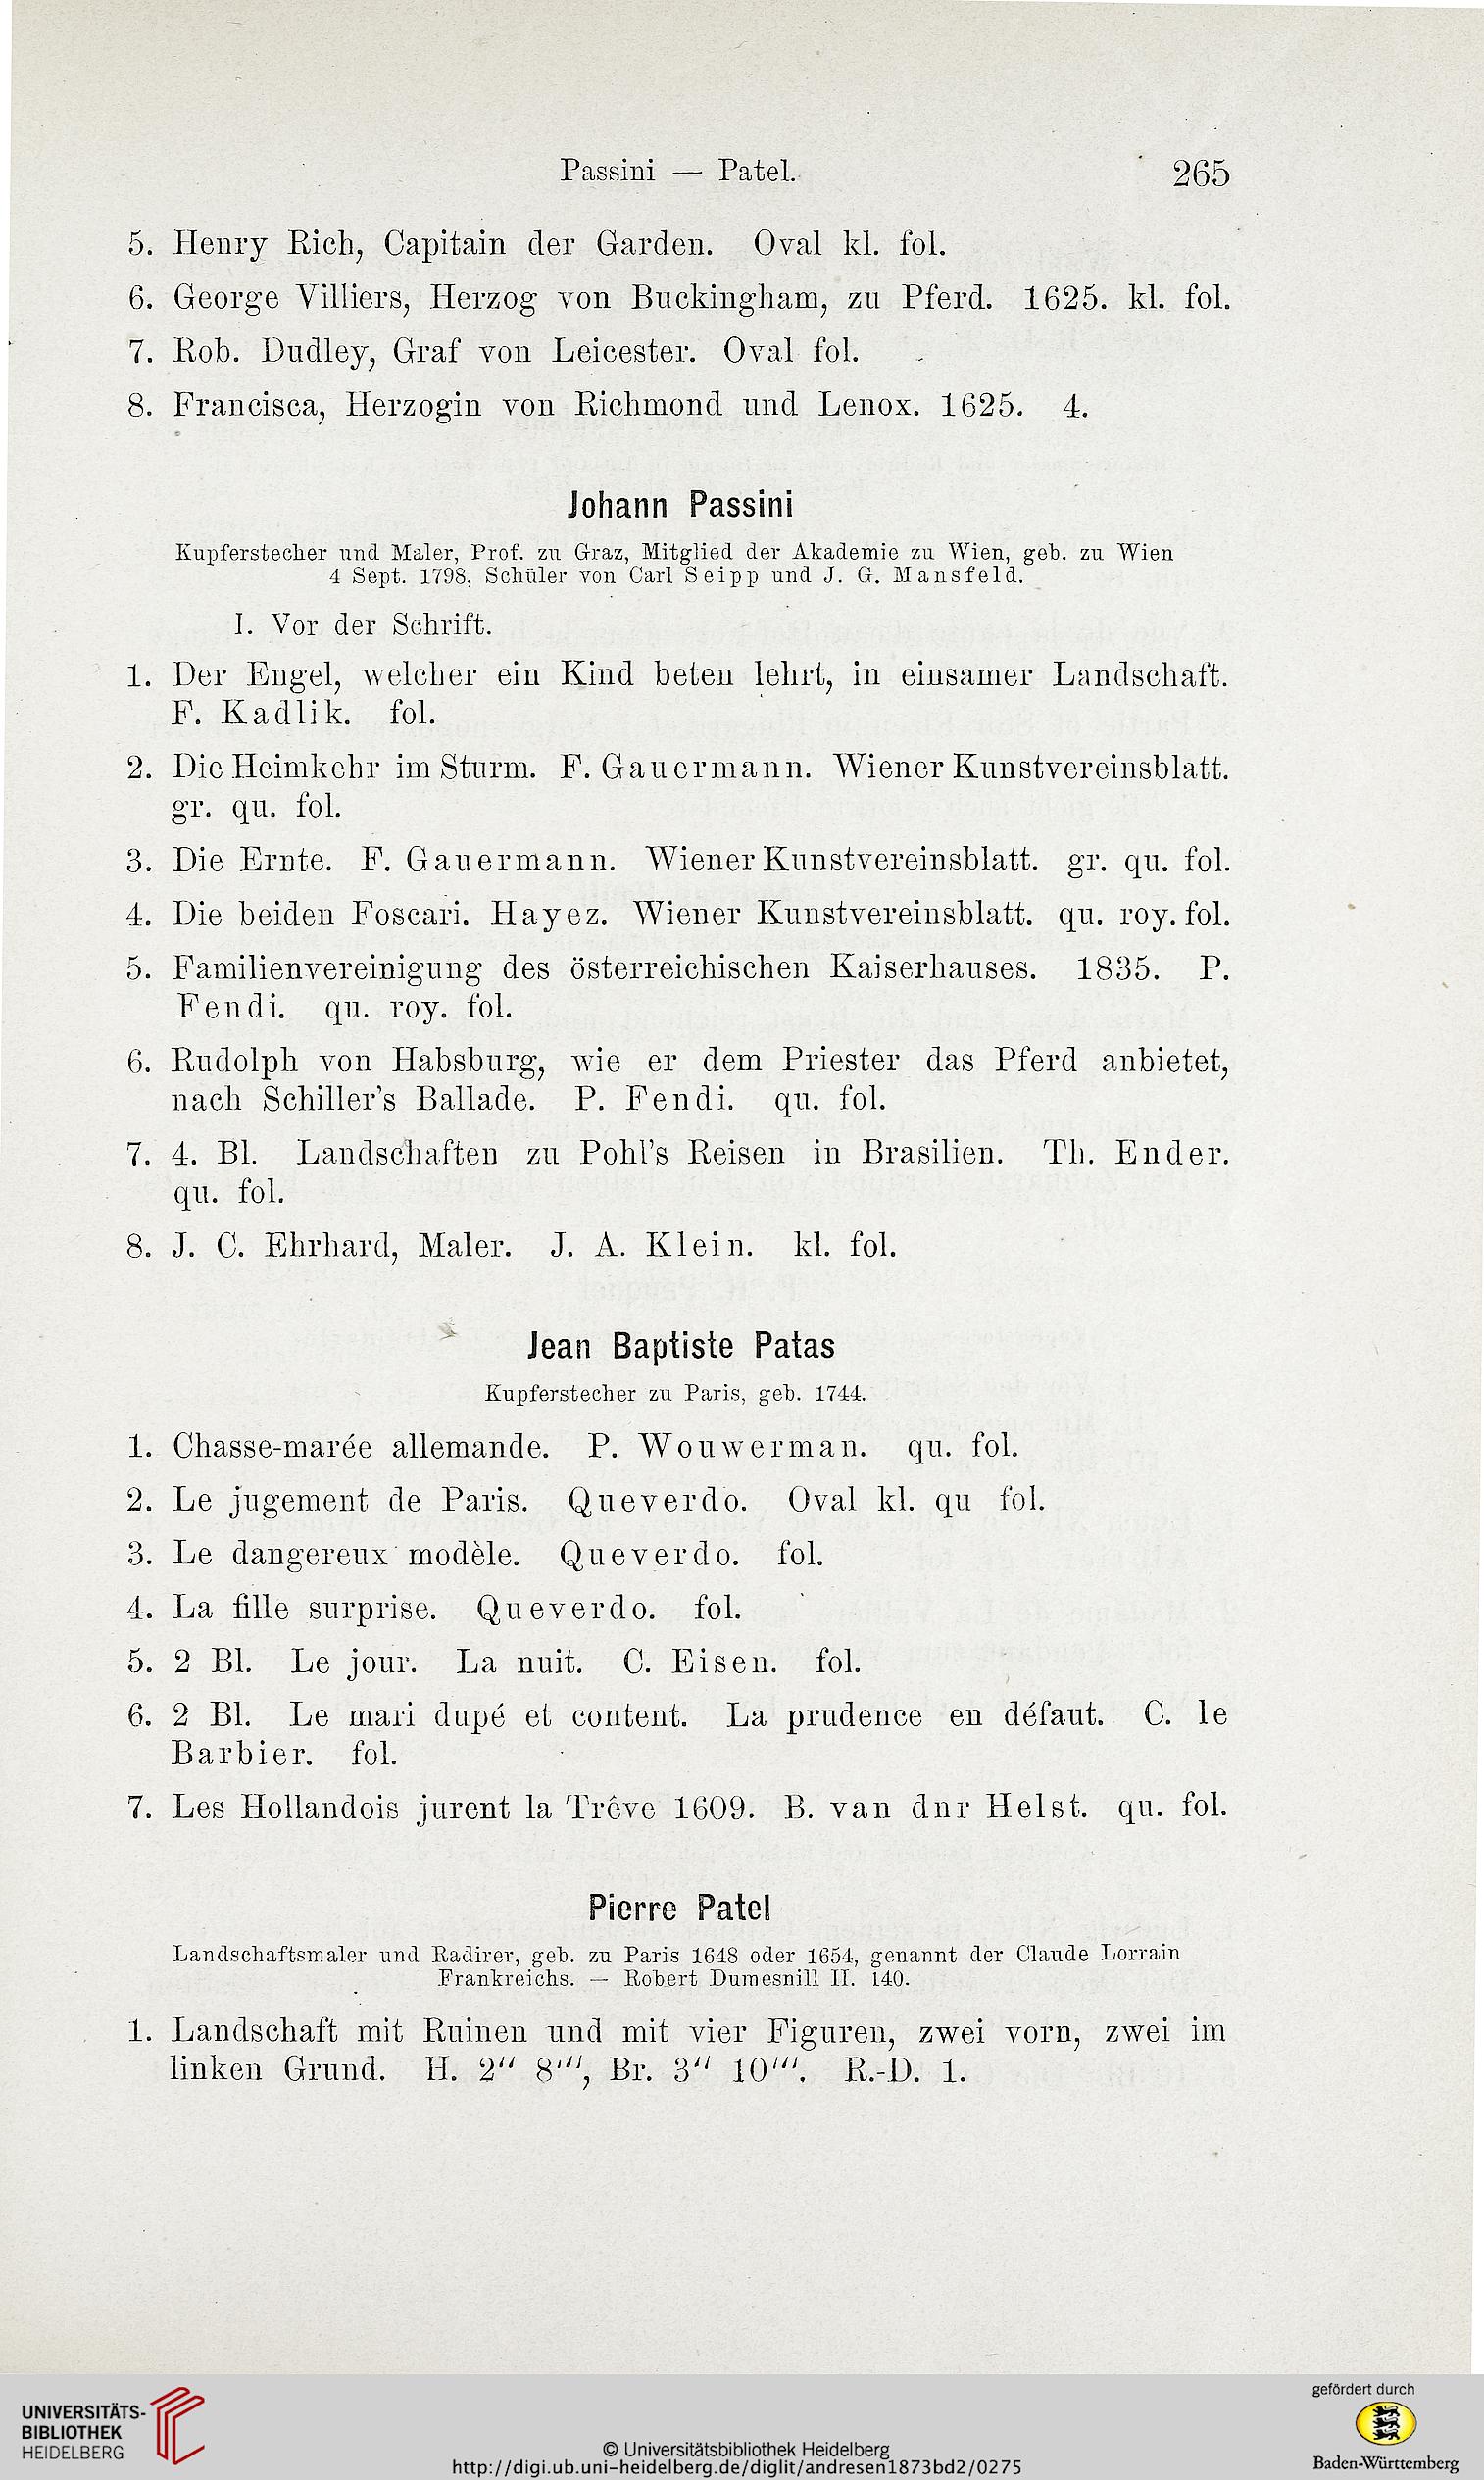 Passini — Patel. 265
5. Henry Rich, Capitain der Garden. Oval kl. fol.
6. George Villiers, Herzog von Buckingham, zu Pferd. 1625. kl. fol.
7. Rob. Dudley, Graf von Leicester. Oval fol.
8. Francisca, Herzogin von Richmond und Lenox. 1625. 4.
Johann Passini
Kupferstecher und Maler, Prof. zu Graz, Mitglied der Akademie zu Wien, geb. zu Wien
4 Sept. 1798, Schüler von Carl Seipp und J. G. Mansfeld.
I. Vor der Schrift.
1. Der Engel, welcher ein Kind beten lehrt, in einsamer Landschaft.
F. Kadlik. fol.
2. Die Heimkehr im Sturm. F. Gauermann. Wiener Kunstvereinsblatt.
gr. qu. fol.
3. Die Ernte. F. Gauermann. Wiener Kunstvereinsblatt. gr. qu. fol.
4. Die beiden Foscari. Hayez. Wiener Kunstvereinsblatt. qu. roy. fol.
5. Familienvereinigung des österreichischen Kaiserhauses. 1835. P.
Fendi. qu. roy. fol.
6. Rudolph von Habsburg, wie er dem Priester das Pferd anbietet,
nach Schiller's Ballade. P. Fendi. qu. fol.
7. 4. Bl. Landschaften zu Pohl's Reisen in Brasilien. Th. Ender.
qu. fol.
8. J. C. Ehrhard, Maler. J. A. Klein. kl. fol.
Jean Baptiste Patas
Kupferstecher zu Paris, geb. 1744.
1. Chasse-marée allemande. P. Wouwerman. qu. fol.
2. Le jugement de Paris. Queverdo. Oval kl. qu fol.
3. Le dangereux modèle. Queverdo. fol.
4. La fille surprise. Queverdo. fol.
5. 2 Bl. Le jour. La nuit. C. Eisen. fol.
6. 2 Bl. Le mari dupé et content. La prudence en défaut. C. le
Barbier. fol.
7. Les Hollandois jurent la Trêve 1609. B. van dnr Helst. qu. fol.
Pierre Patel
Landschaftsmaler und Radirer, geb. zu Paris 1648 oder 1654, genannt der Claude Lorrain
Frankreichs. — Robert Dumesnill II. 140.
1. Landschaft mit Ruinen und mit vier Figuren, zwei vorn, zwei im
linken Grund. H. 2″ 8‴, Br. 3″ 10‴. R.-D. 1.
UNIVERSITÄTS-
BIBLIOTHEK
HEIDELBERG
© Universitätsbibliothek Heidelberg
http://digi.ub.uni-heidelberg.de/diglit/andresen1873bd2/0275
gefördert durch
Baden-Württemberg